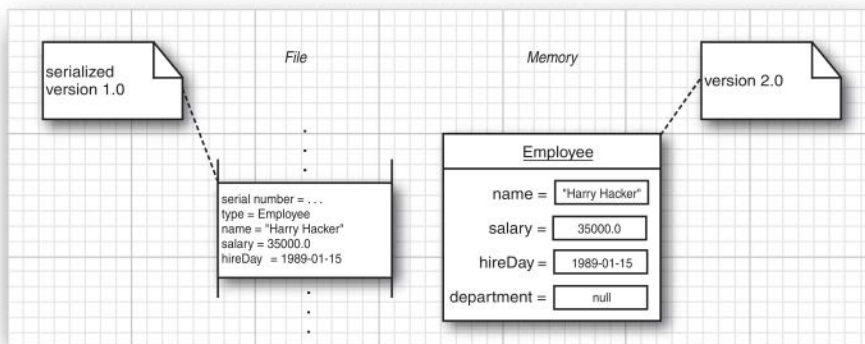 serialized
version 1.0
File
Memory
version 2.0
serial number = . . .
type = Employee
name = "Harry Hacker"
salary = 35000.0
hireDay = 1989-01-15
Employee
name = "Harry Hacker"
salary = 35000.0
hireDay = 1989-01-15
department = null